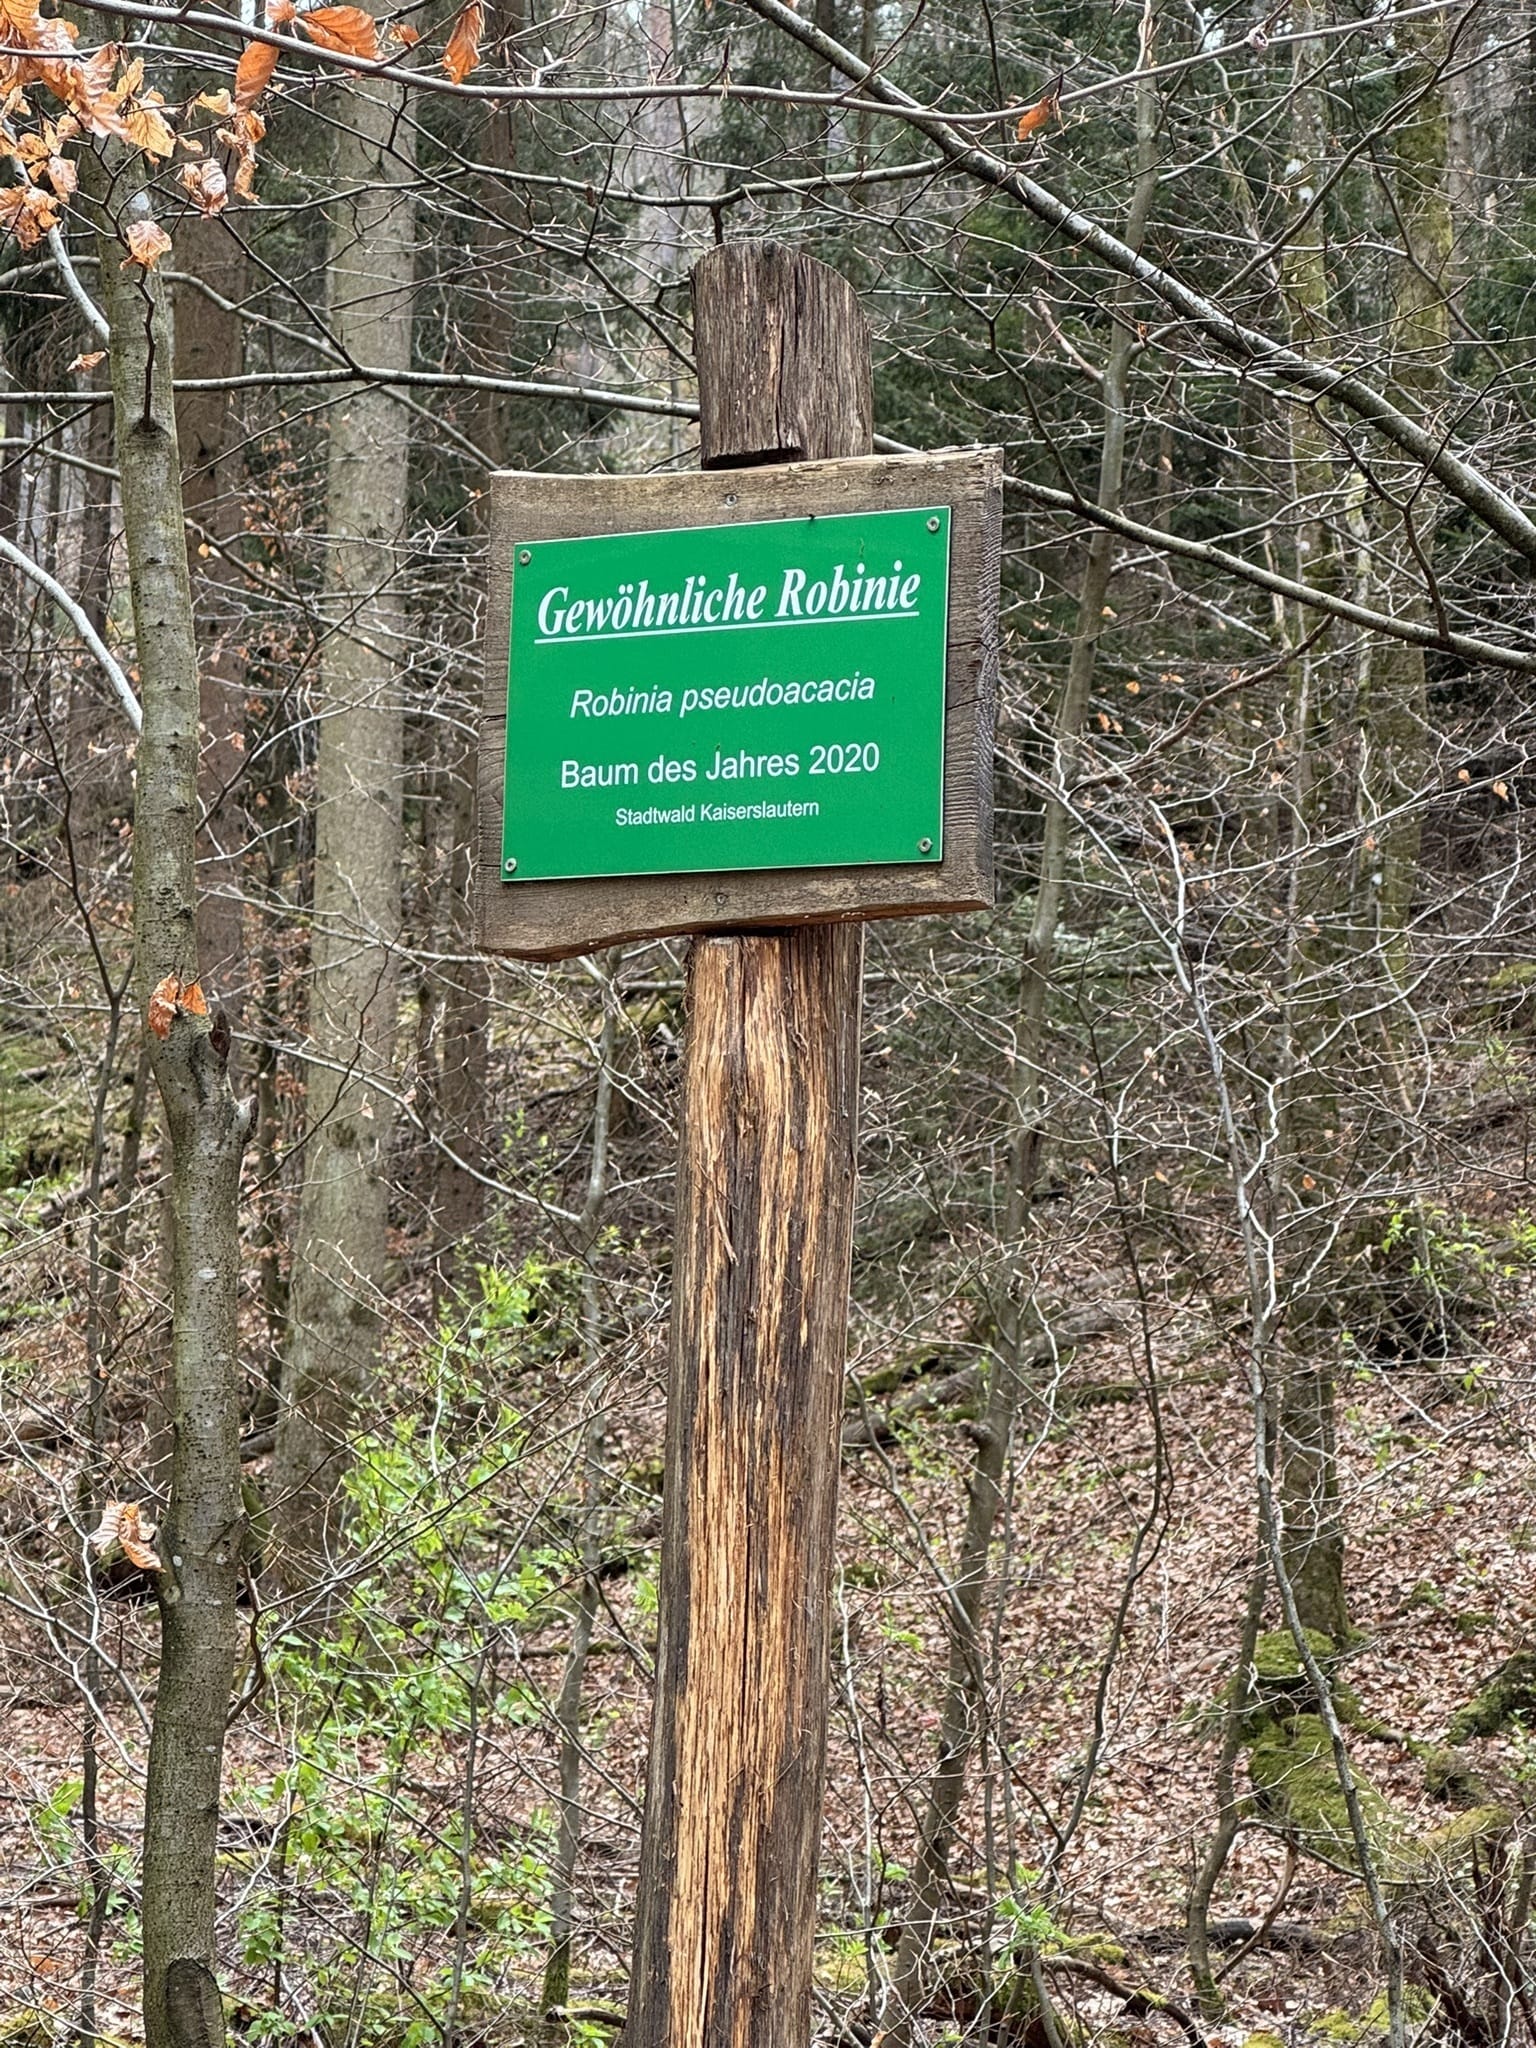 Gewöhnliche Robinie
Robinia pseudoacacia
Baum des Jahres 2020
Stadtwald Kaiserslautern